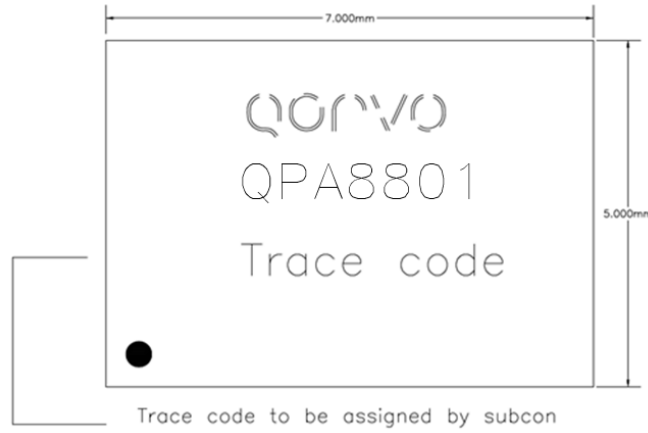 7.000mm
QORVO
QPA8801
5.000mm
Trace code
Trace code to be assigned by subcon